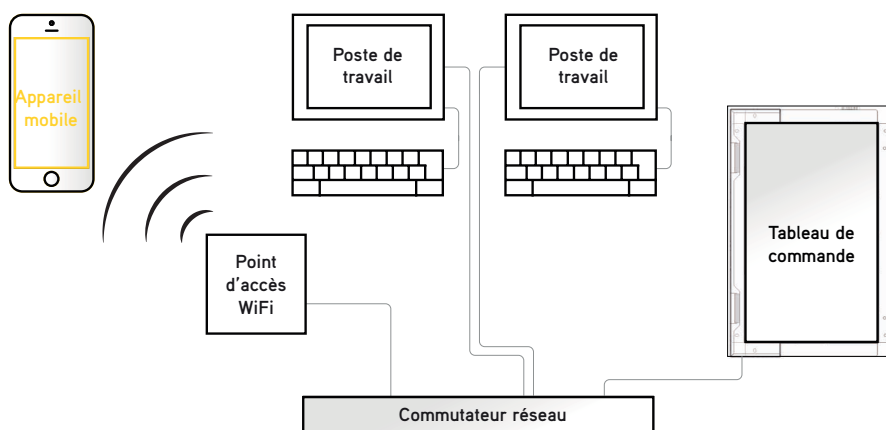 Appareil
mobile
Poste de
travail
Poste de
travail
Point
d'accès
WiFi
Tableau de
commande
Commutateur réseau